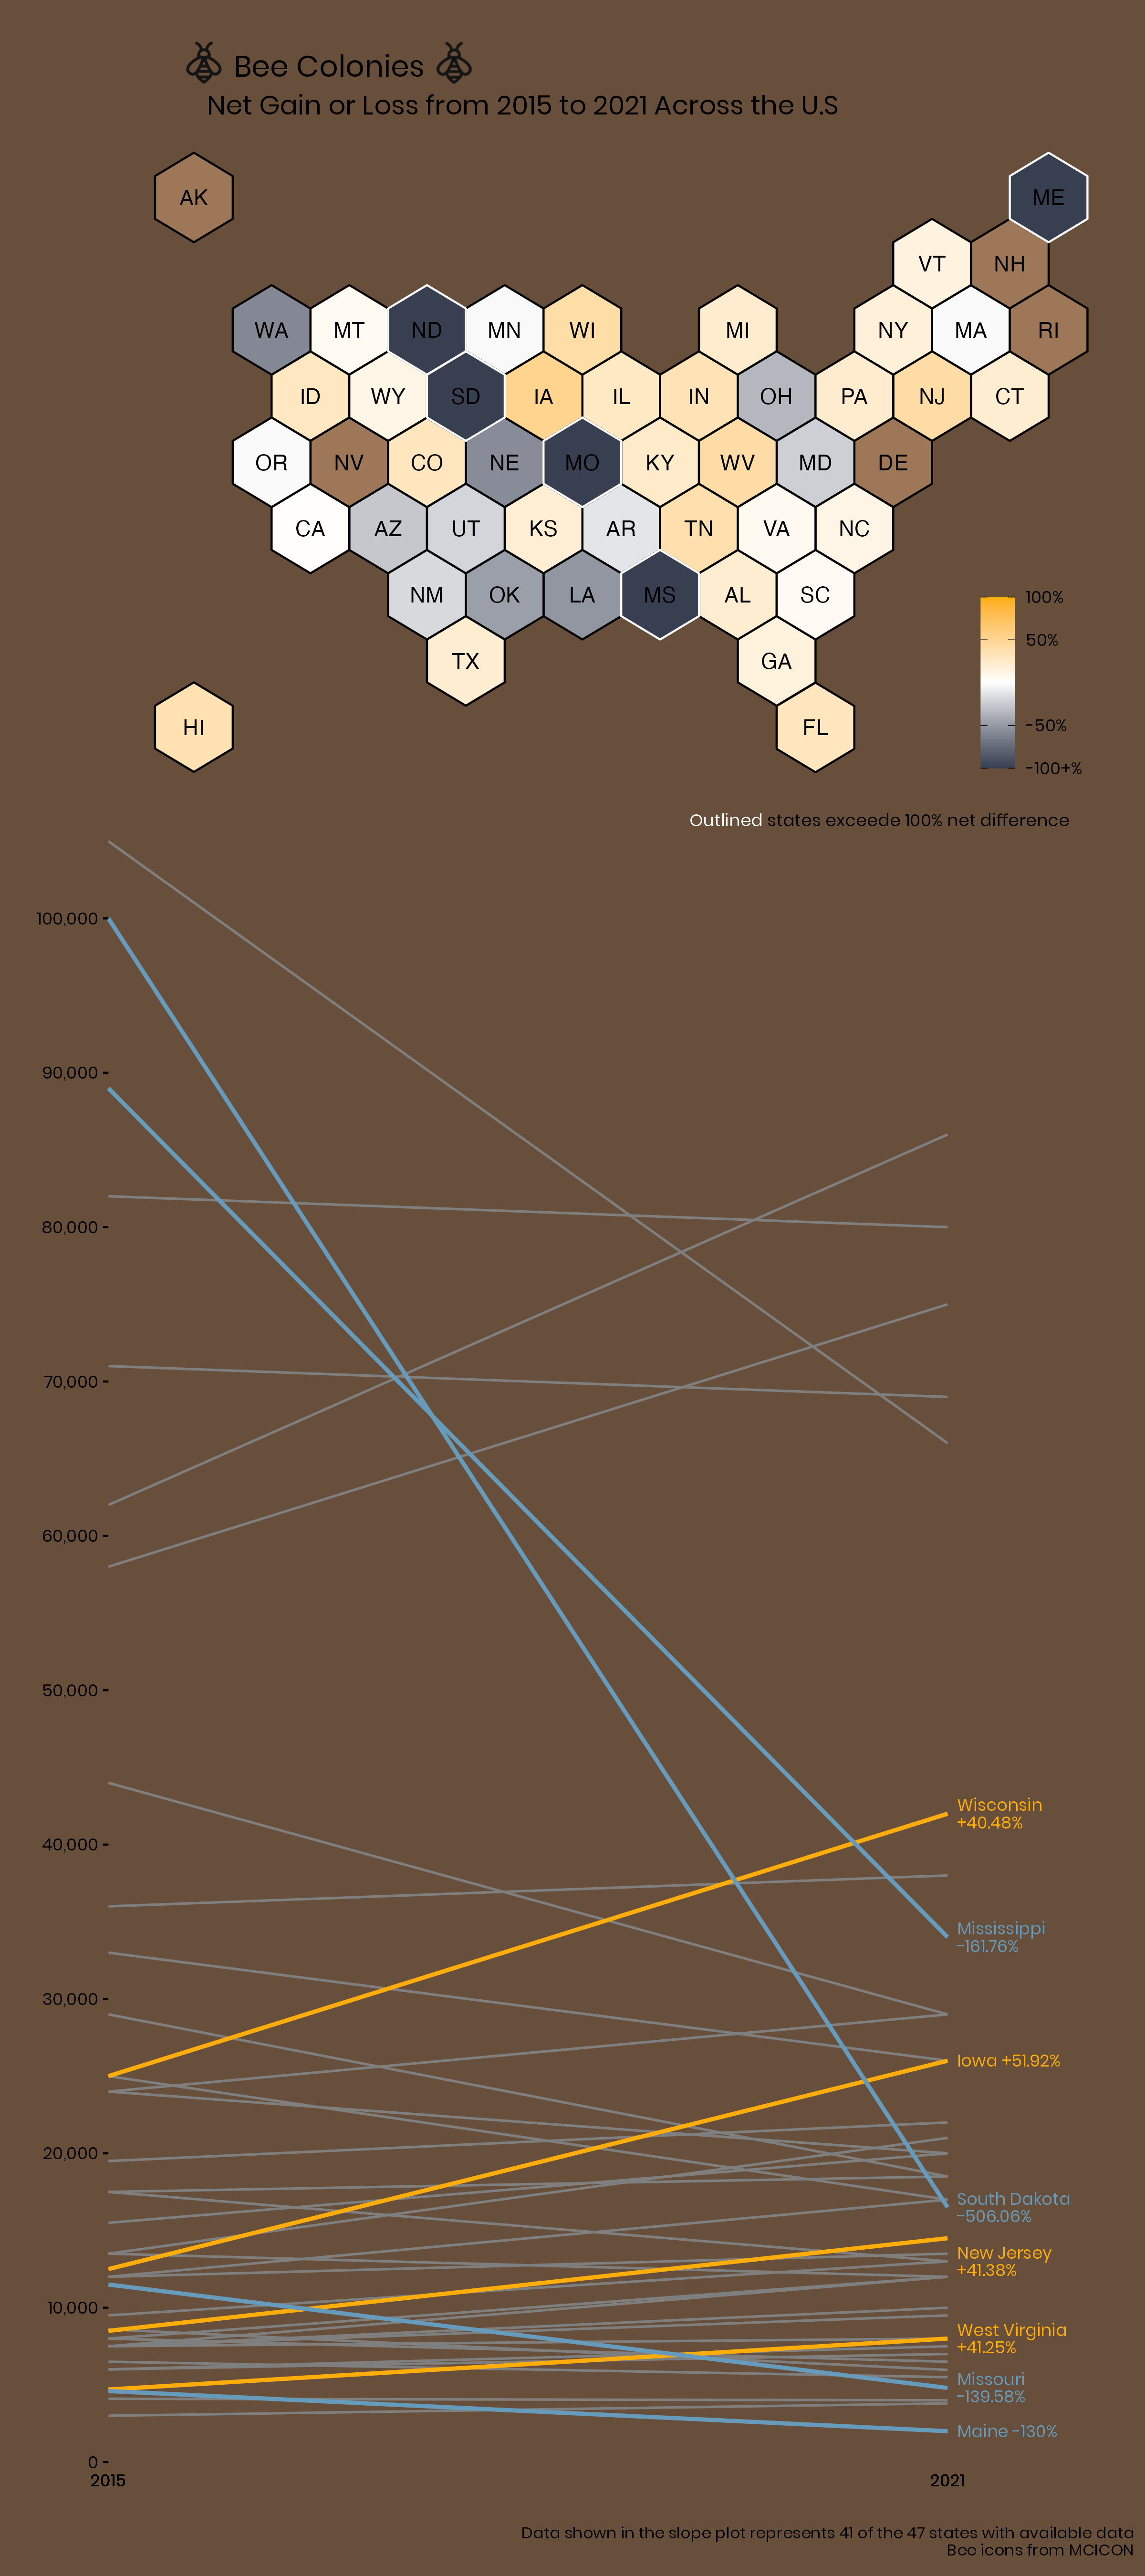 Bee Colonies
Net Gain or Loss from 2015 to 2021 Across the U.S
AK
ME
VT NH
WA MT ND MN WI MI NY MA RI
ID WY SD IA IL IN OH PA NJ CT
OR NV CO NE MO KY WV MD DE
CA AZ UT KS AR TN VA NC
NM OK LA MS AL SC
TX GA
HI FL
100%
50%
-50%
-100+%
Outlined states exceede 100% net difference
100,000
90,000
80,000
70,000
60,000
50,000
40,000
30,000
20,000
10,000
0
2015
2021
Wisconsin
+40.48%
Mississippi
-161.76%
Iowa +51.92%
South Dakota
-506.06%
New Jersey
+41.38%
West Virginia
+41.25%
Missouri
-139.58%
Maine -130%
Data shown in the slope plot represents 41 of the 47 states with available data
Bee icons from MCICON